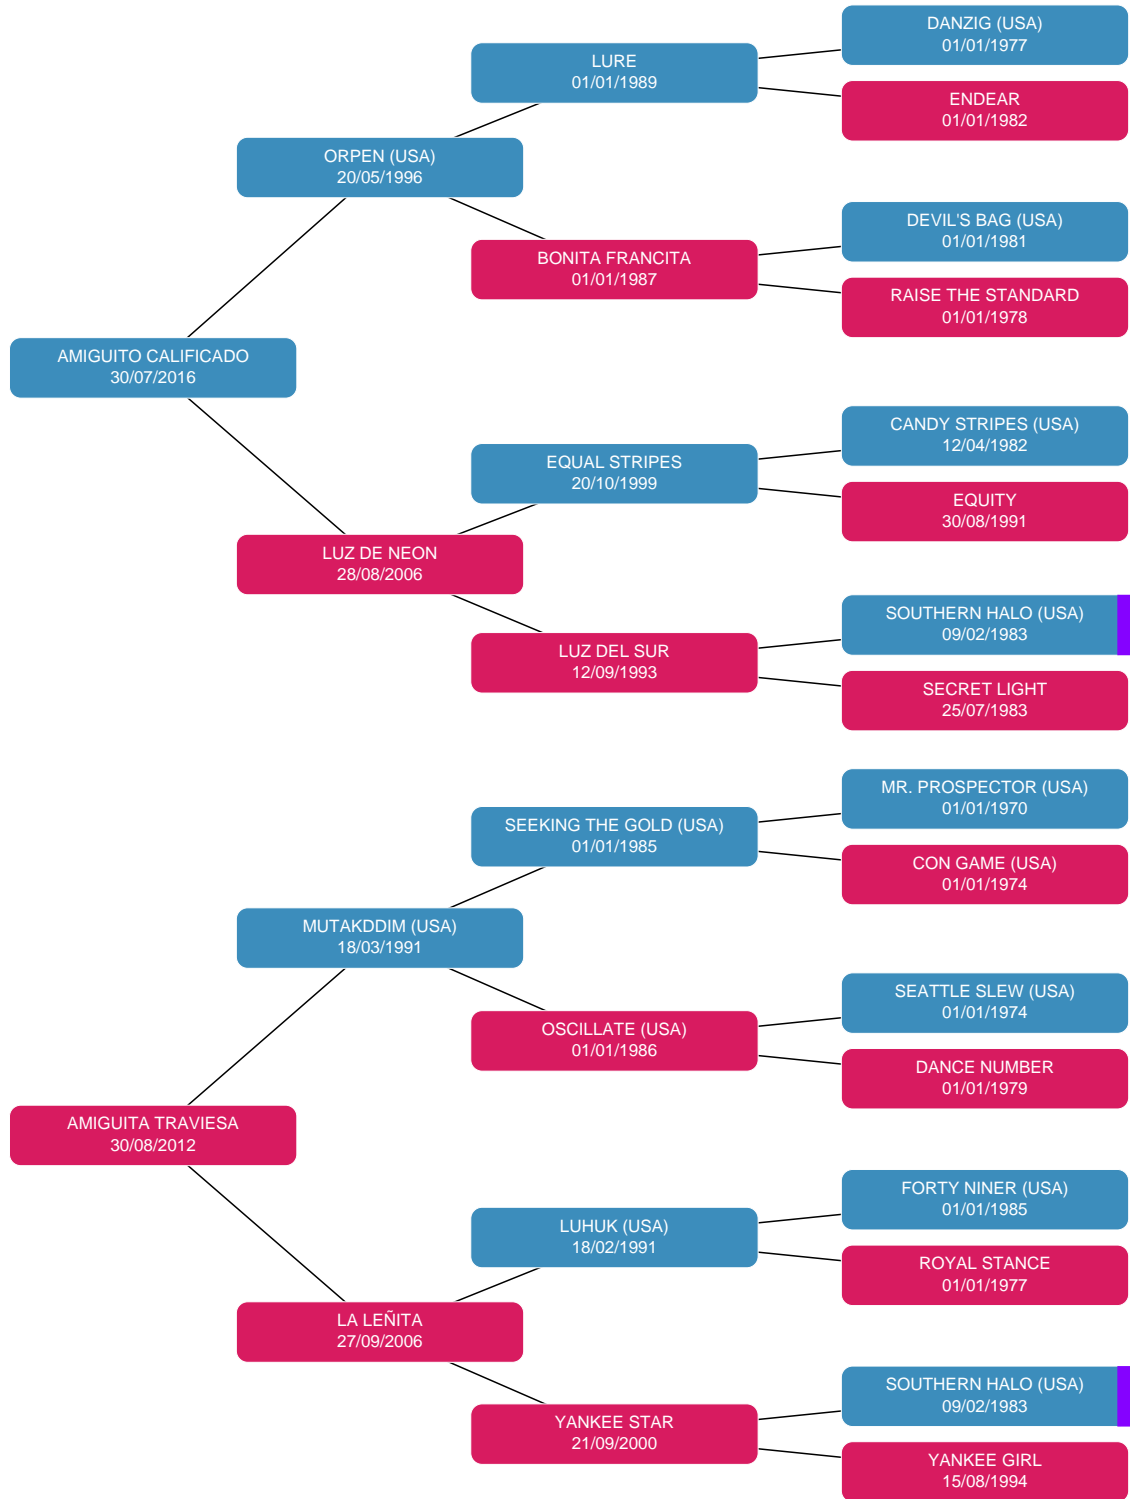 DANZIG (USA)
01/01/1977
LURE
01/01/1989
ENDEAR
01/01/1982
ORPEN (USA)
20/05/1996
DEVIL'S BAG (USA)
01/01/1981
BONITA FRANCITA
01/01/1987
RAISE THE STANDARD
01/01/1978
AMIGUITO CALIFICADO
30/07/2016
CANDY STRIPES (USA)
12/04/1982
EQUAL STRIPES
20/10/1999
EQUITY
30/08/1991
LUZ DE NEON
28/08/2006
SOUTHERN HALO (USA)
09/02/1983
LUZ DEL SUR
12/09/1993
SECRET LIGHT
25/07/1983
MR. PROSPECTOR (USA)
01/01/1970
SEEKING THE GOLD (USA)
01/01/1985
CON GAME (USA)
01/01/1974
MUTAKDDIM (USA)
18/03/1991
SEATTLE SLEW (USA)
01/01/1974
OSCILLATE (USA)
01/01/1986
DANCE NUMBER
01/01/1979
AMIGUITA TRAVIESA
30/08/2012
FORTY NINER (USA)
01/01/1985
LUHUK (USA)
18/02/1991
ROYAL STANCE
01/01/1977
LA LEÑITA
27/09/2006
SOUTHERN HALO (USA)
09/02/1983
YANKEE STAR
21/09/2000
YANKEE GIRL
15/08/1994